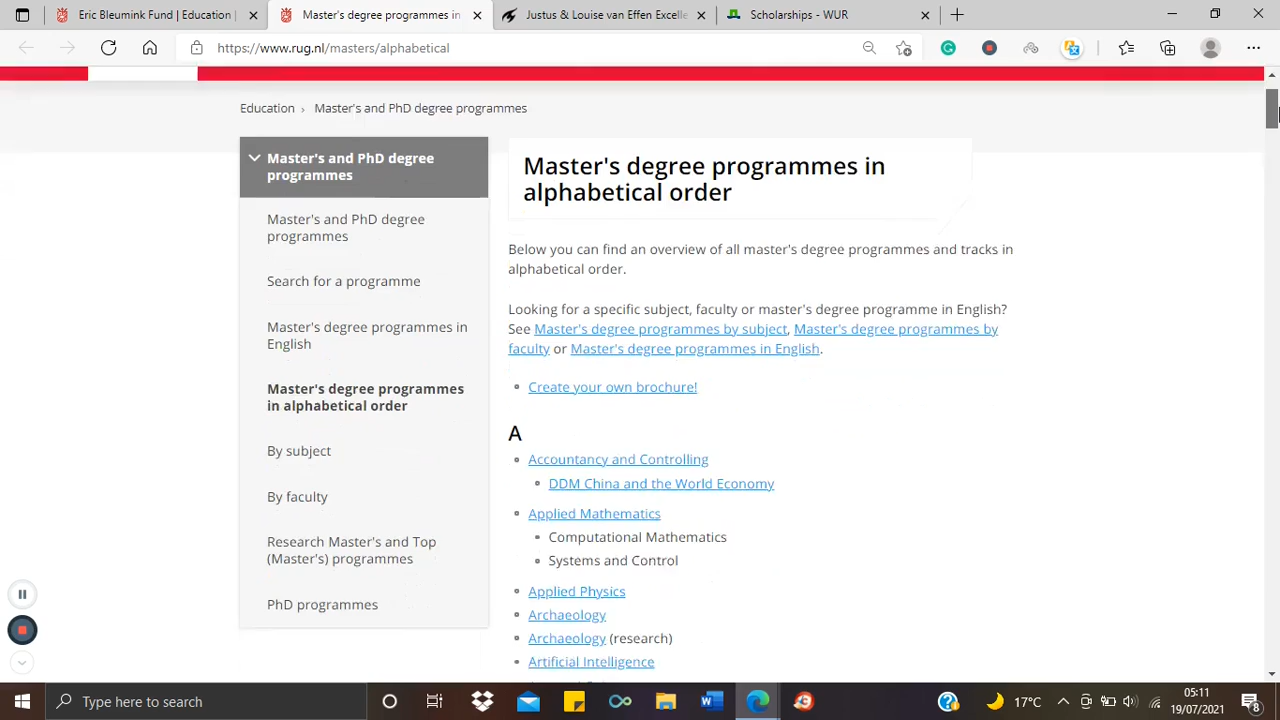 Eric Bleumink Fund | Education
Master's degree programmes in
Justus & Louise van Effen Excelle
Scholarships - WUR
https://www.rug.nl/masters/alphabetical
Education › Master's and PhD degree programmes
Master's and PhD degree
programmes
Master's and PhD degree
programmes
Search for a programme
Master's degree programmes in
English
Master's degree programmes
in alphabetical order
By subject
By faculty
Research Master's and Top
(Master's) programmes
PhD programmes
Master's degree programmes in
alphabetical order
Below you can find an overview of all master's degree programmes and tracks in
alphabetical order.
Looking for a specific subject, faculty or master's degree programme in English?
See Master's degree programmes by subject, Master's degree programmes by
faculty or Master's degree programmes in English.
Create your own brochure!
A
Accountancy and Controlling
DDM China and the World Economy
Applied Mathematics
Computational Mathematics
Systems and Control
Applied Physics
Archaeology
Archaeology (research)
Artificial Intelligence
Type here to search
17°C
05:11
19/07/2021
8